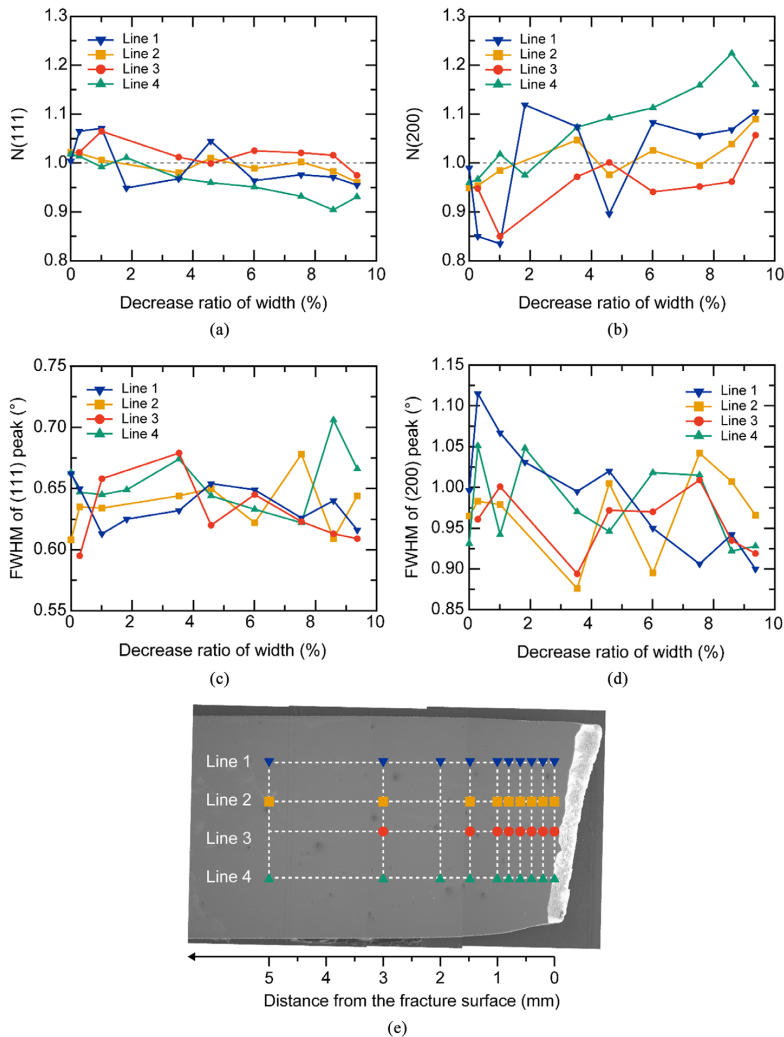 1.3
1.2
1.1
1.0
0.9
0.8
N(111)
Line 1
Line 2
Line 3
Line 4
0 2 4 6 8 10
Decrease ratio of width (%)
(a)
1.3
1.2
1.1
1.0
0.9
0.8
N(200)
Line 1
Line 2
Line 3
Line 4
0 2 4 6 8 10
Decrease ratio of width (%)
(b)
0.75
0.70
0.65
0.60
0.55
FWHM of (111) peak (°)
Line 1
Line 2
Line 3
Line 4
0 2 4 6 8 10
Decrease ratio of width (%)
(c)
1.15
1.10
1.05
1.00
0.95
0.90
0.85
FWHM of (200) peak (°)
Line 1
Line 2
Line 3
Line 4
0 2 4 6 8 10
Decrease ratio of width (%)
(d)
Line 1
Line 2
Line 3
Line 4
5 4 3 2 1 0
Distance from the fracture surface (mm)
(e)